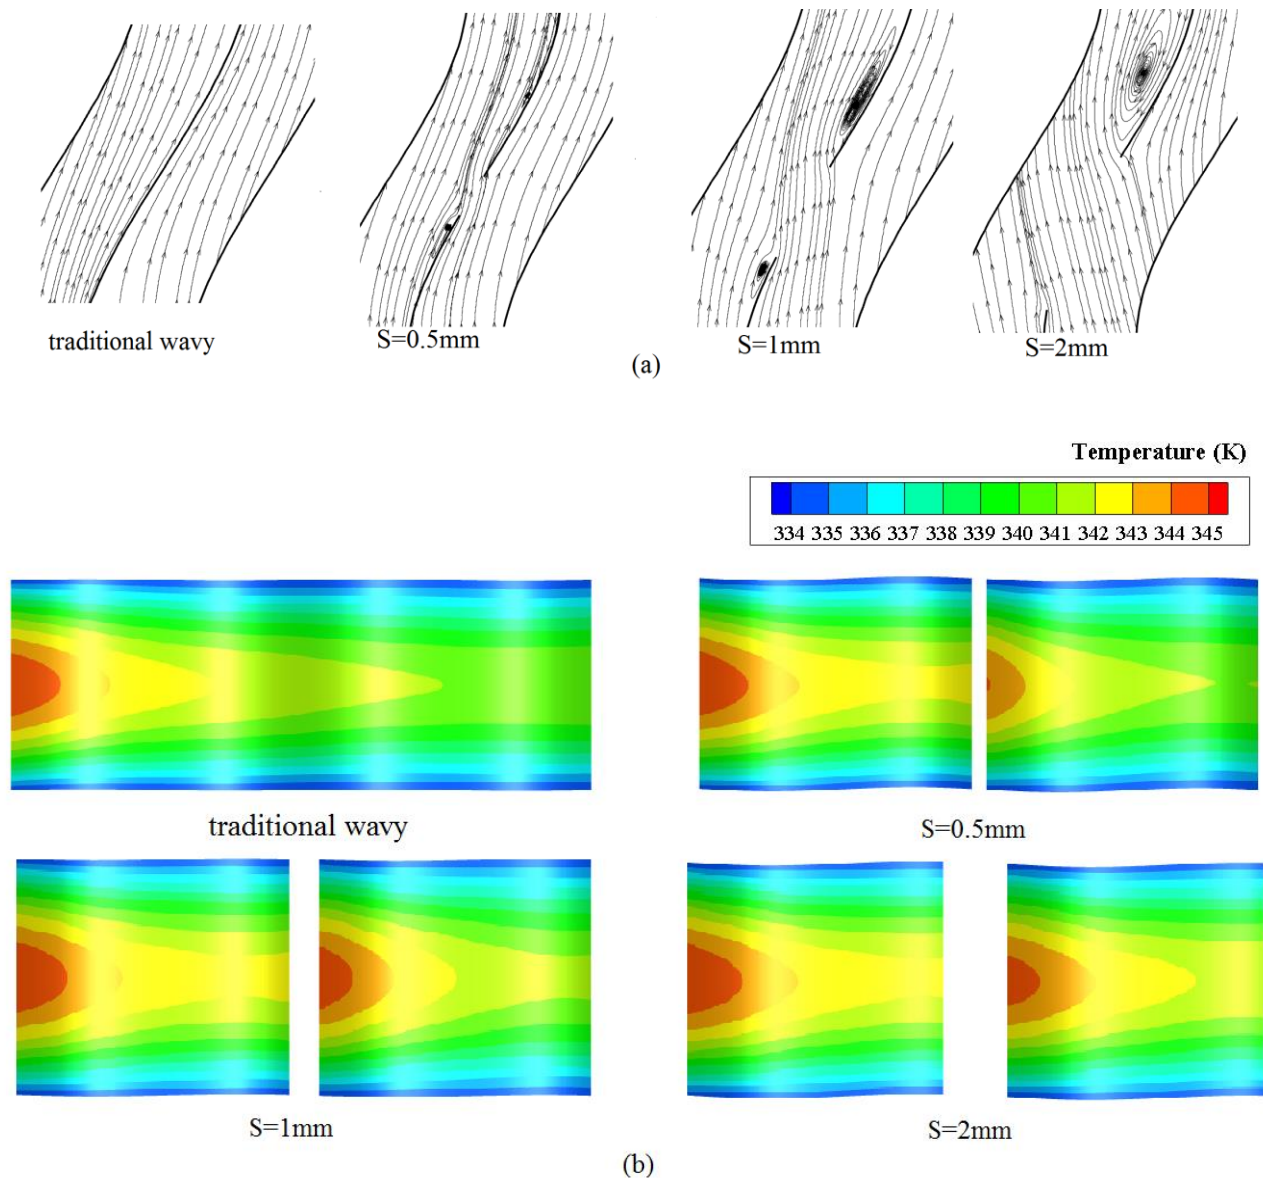 traditional wavy
S=0.5mm
S=1mm
S=2mm
(a)
Temperature (K)
334 335 336 337 338 339 340 341 342 343 344 345
traditional wavy
S=0.5mm
S=1mm
S=2mm
(b)